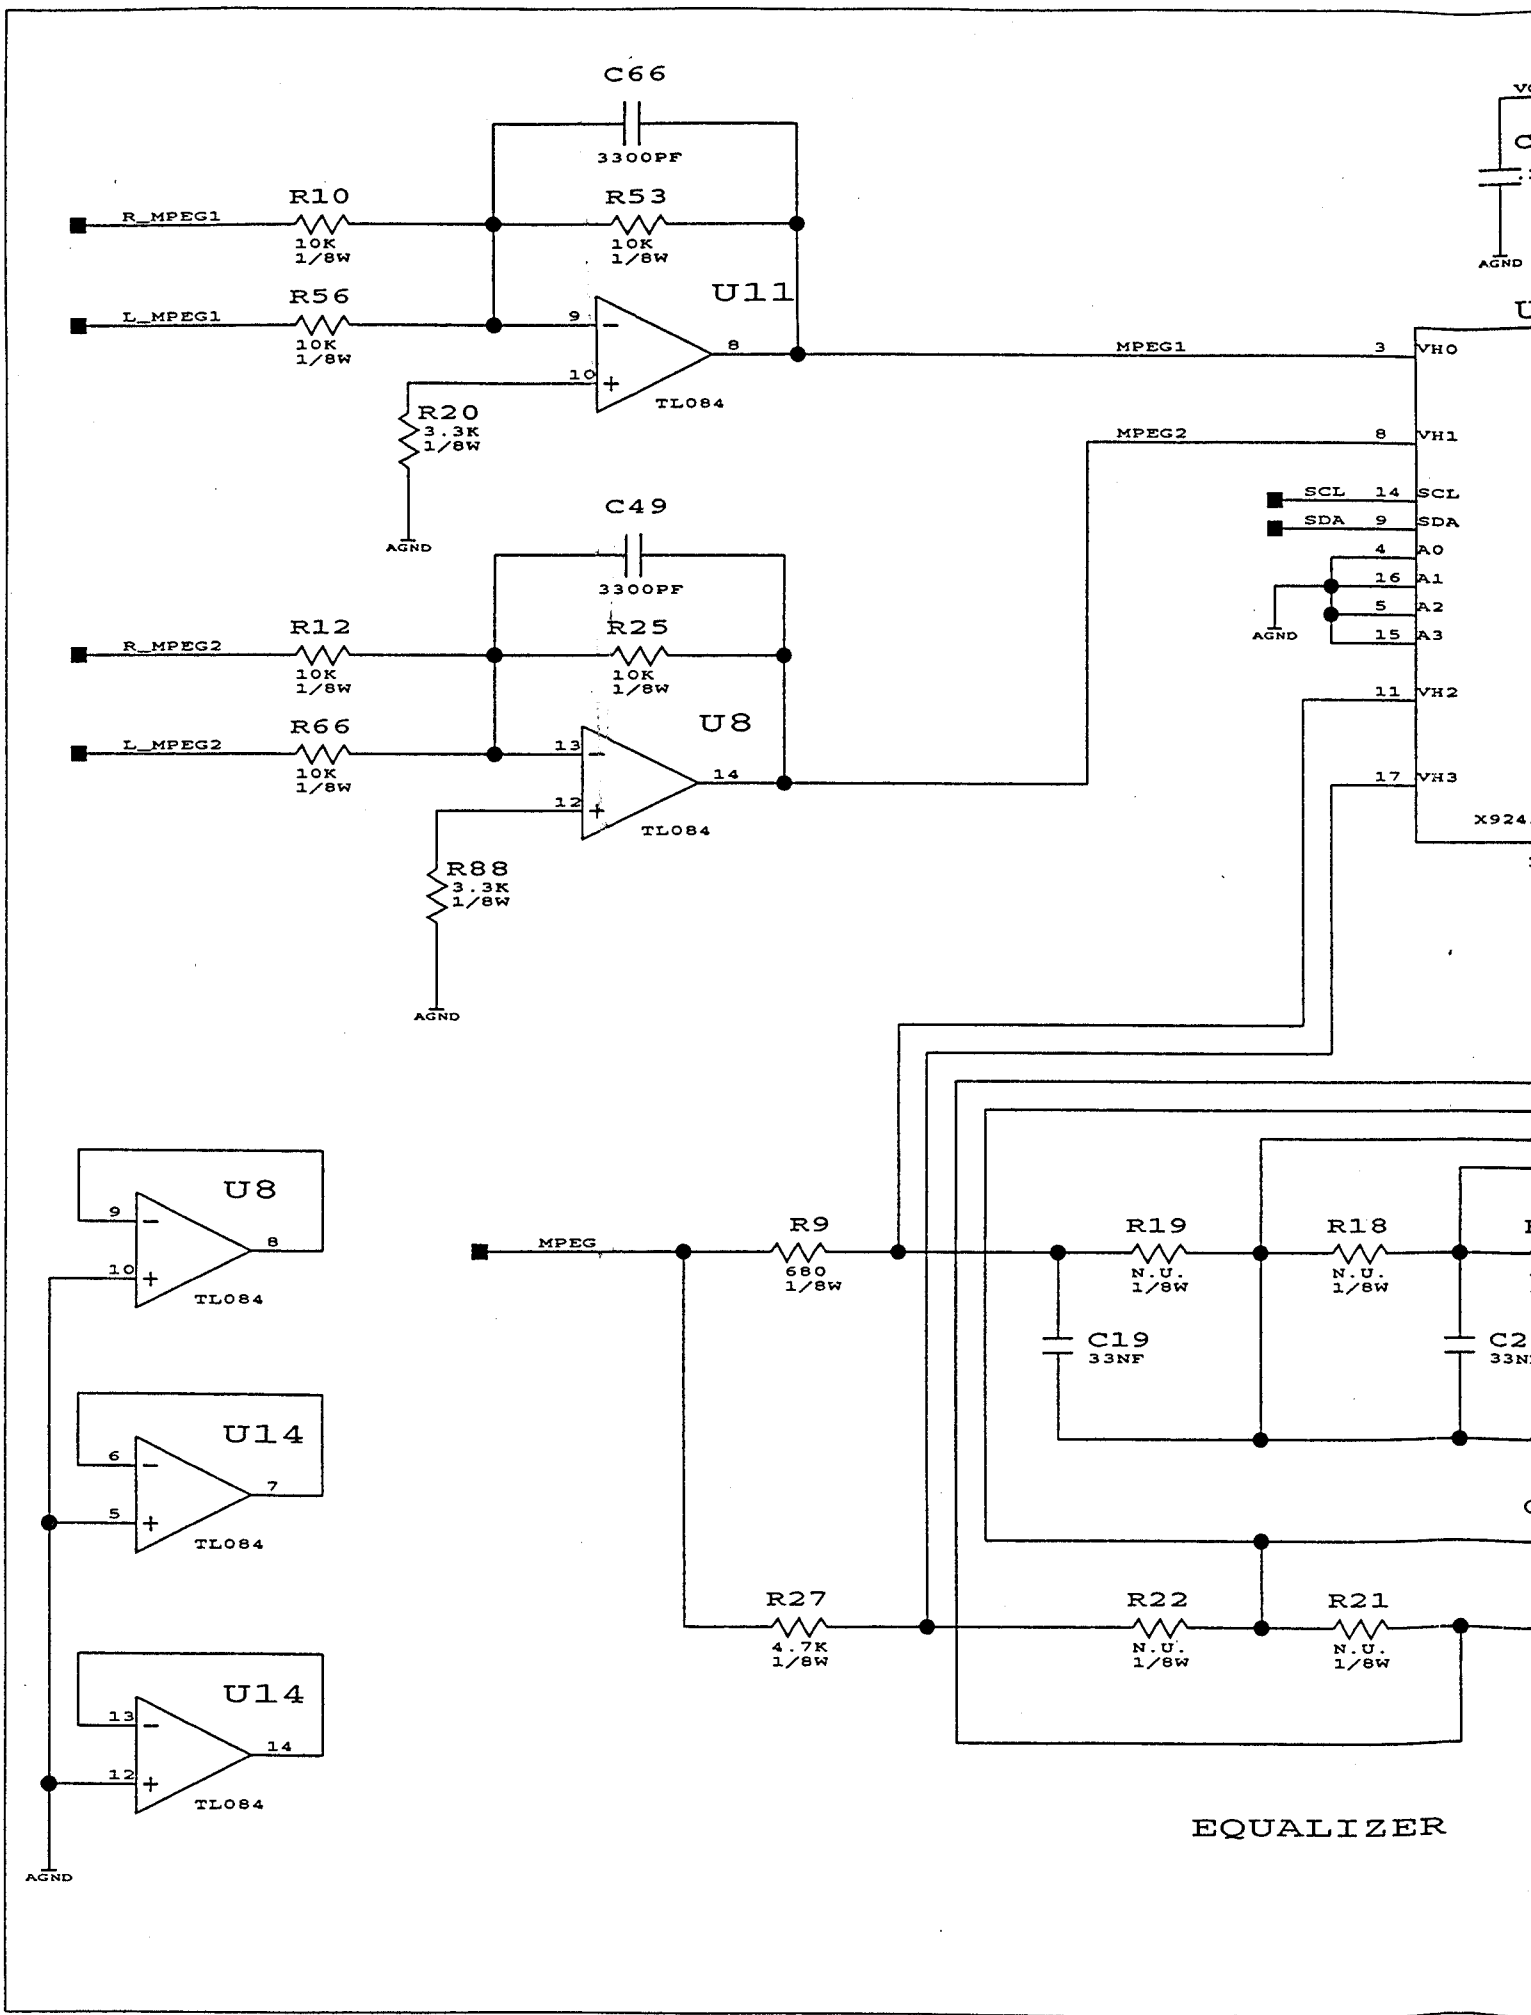 C66
3300PF
R10
R_MPEG1
10K
1/8W
R53
10K
1/8W
R56
L_MPEG1
10K
1/8W
U11
9
8
10
TL084
R20
3.3K
1/8W
AGND
AGND
MPEG1
3
VH0
MPEG2
8
VH1
SCL 14 SCL
SDA 9 SDA
4 A0
16 A1
5 A2
15 A3
AGND
11 VH2
17 VH3
C49
3300PF
R12
R_MPEG2
10K
1/8W
R25
10K
1/8W
R66
L_MPEG2
10K
1/8W
U8
13
14
12
TL084
R88
3.3K
1/8W
AGND
U8
9
8
10
TL084
U14
6
7
5
TL084
U14
13
14
12
TL084
AGND
MPEG
R9
680
1/8W
R19
N.U.
1/8W
R18
N.U.
1/8W
C19
33NF
R27
4.7K
1/8W
R22
N.U.
1/8W
R21
N.U.
1/8W
EQUALIZER